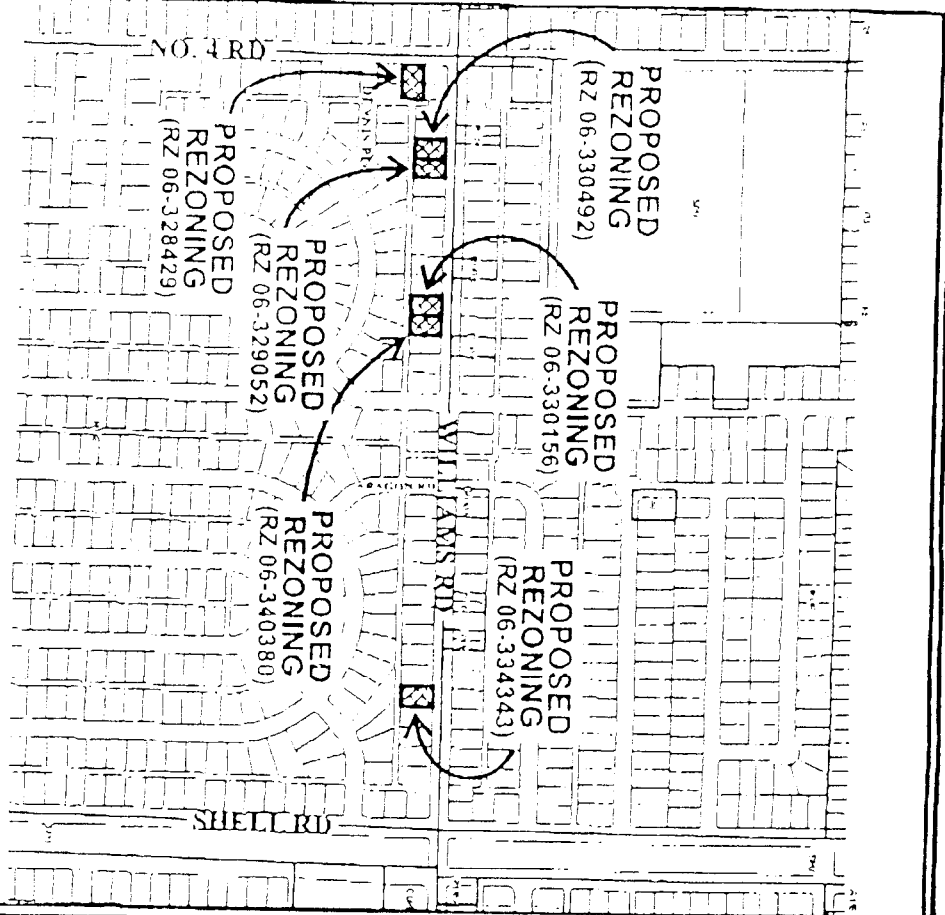 NO. 4 RD
PROPOSED
REZONING
(RZ 06-330492)
PROPOSED
REZONING
(RZ 06-328429)
PROPOSED
REZONING
(RZ 06-329052)
PROPOSED
REZONING
(RZ 06-330156)
WILLIAMS RD
PROPOSED
REZONING
(RZ 06-340380)
PROPOSED
REZONING
(RZ 06-334343)
SHELL RD